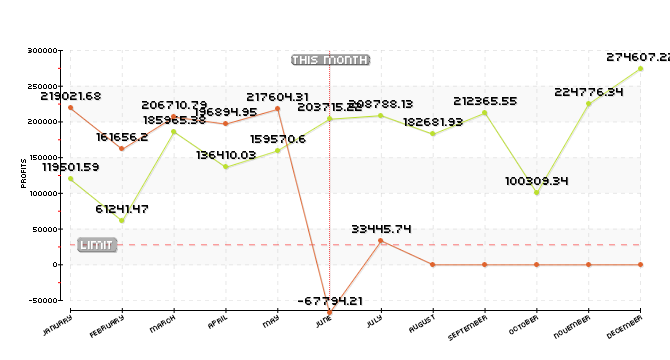 300000
THIS MONTH
274607.22
250000
219021.68
206710.79
196894.95
217604.31
203715.22
208788.13
212365.55
224776.34
200000
161656.2
185965.38
182681.93
150000
136410.03
159570.6
119501.59
PROFITS
100000
61241.47
100309.34
50000
LIMIT
33445.74
0
-50000
-67794.21
JANUARY
FEBRUARY
MARCH
APRIL
MAY
JUNE
JULY
AUGUST
SEPTEMBER
OCTOBER
NOVEMBER
DECEMBER